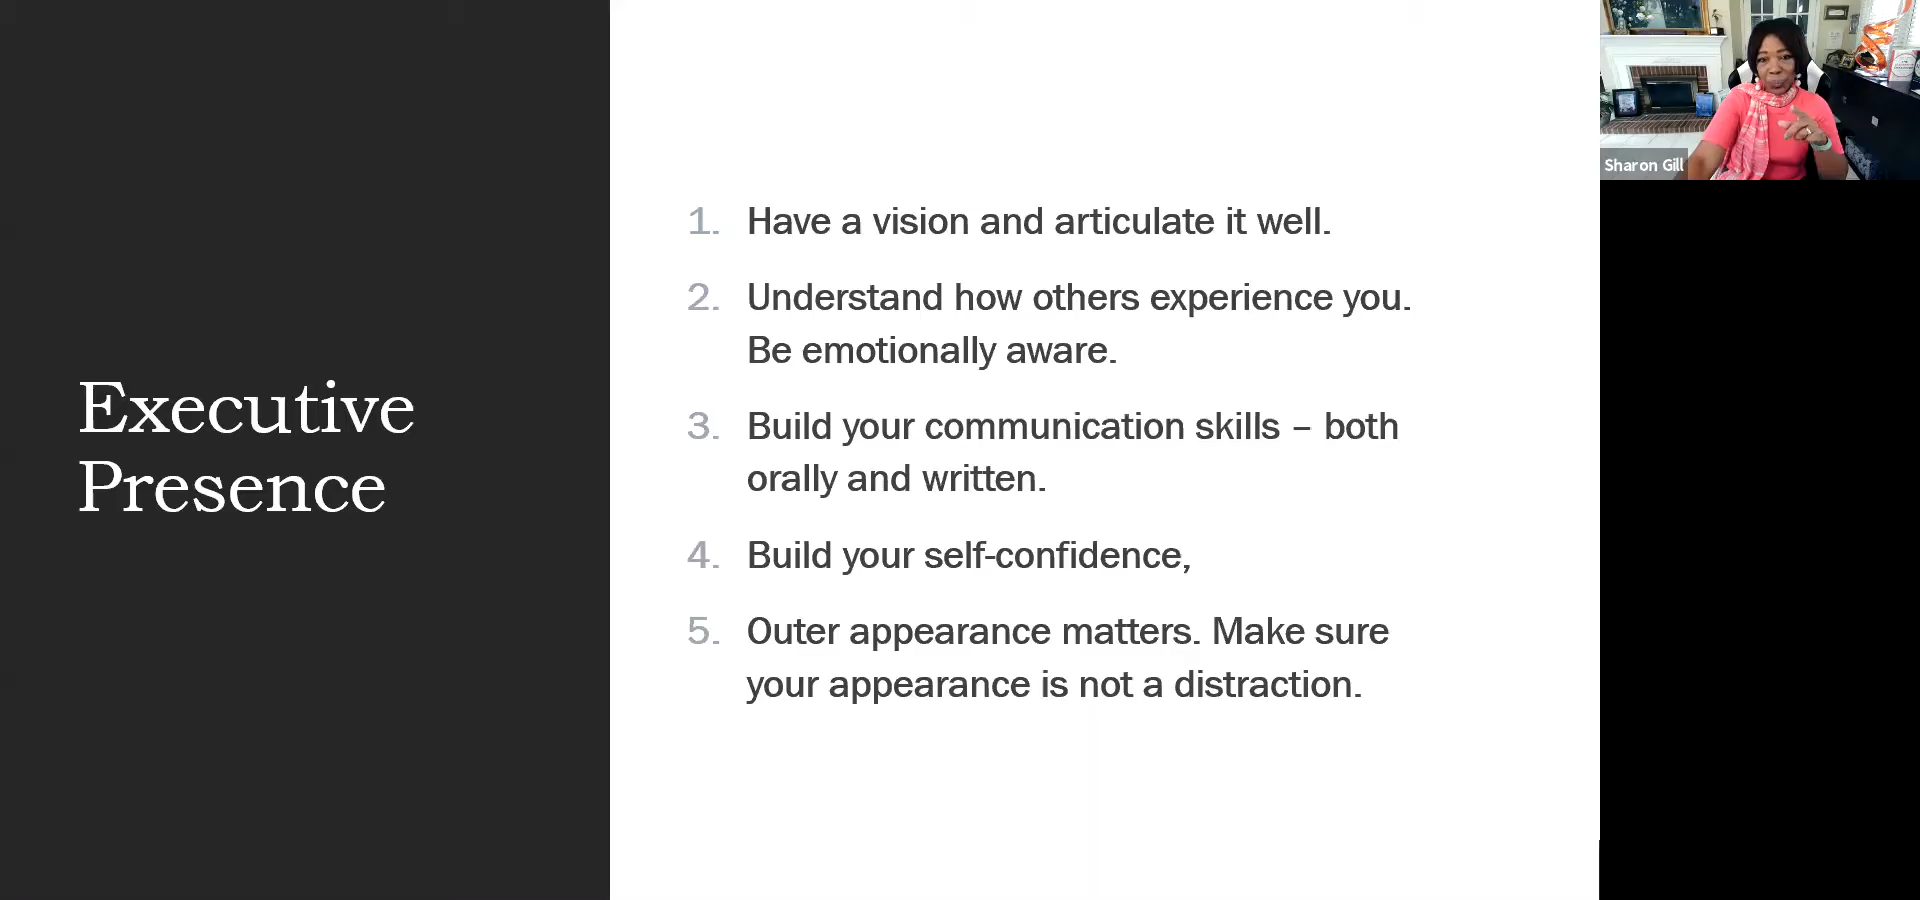 Executive
Presence
1. Have a vision and articulate it well.
2. Understand how others experience you.
Be emotionally aware.
3. Build your communication skills – both
orally and written.
4. Build your self-confidence,
5. Outer appearance matters. Make sure
your appearance is not a distraction.
Sharon Gill